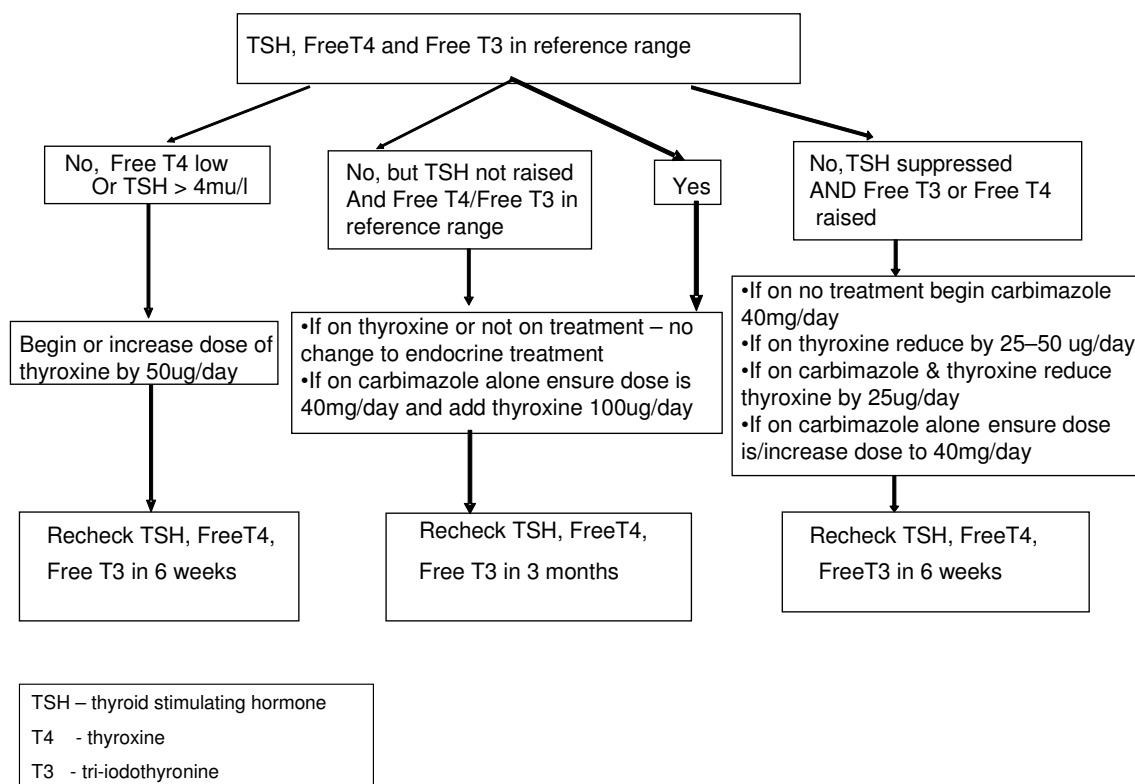 TSH, FreeT4 and Free T3 in reference range
No, Free T4 low
Or TSH > 4mu/l
No, but TSH not raised
And Free T4/Free T3 in
reference range
Yes
No,TSH suppressed
AND Free T3 or Free T4
raised
Begin or increase dose of
thyroxine by 50ug/day
•If on thyroxine or not on treatment – no
change to endocrine treatment
•If on carbimazole alone ensure dose is
40mg/day and add thyroxine 100ug/day
•If on no treatment begin carbimazole
40mg/day
•If on thyroxine reduce by 25–50 ug/day
•If on carbimazole & thyroxine reduce
thyroxine by 25ug/day
•If on carbimazole alone ensure dose
is/increase dose to 40mg/day
Recheck TSH, FreeT4,
Free T3 in 6 weeks
Recheck TSH, FreeT4,
Free T3 in 3 months
Recheck TSH, FreeT4,
FreeT3 in 6 weeks
TSH – thyroid stimulating hormone
T4 - thyroxine
T3 - tri-iodothyronine